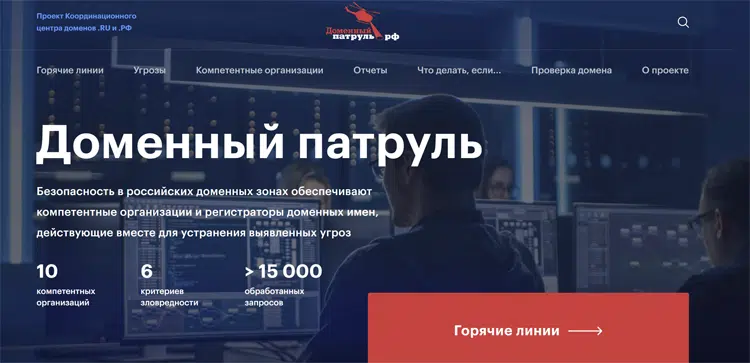 Проект Координационного
центра доменов .RU и .РФ
Доменный
патруль.рф
Горячие линии
Угрозы
Компетентные организации
Отчеты
Что делать, если...
Проверка домена
О проекте
Доменный патруль
Безопасность в российских доменных зонах обеспечивают
компетентные организации и регистраторы доменных имен,
действующие вместе для устранения выявленных угроз
10
компетентных
организаций
6
критериев
зловредности
> 15 000
обработанных
запросов
Горячие линии